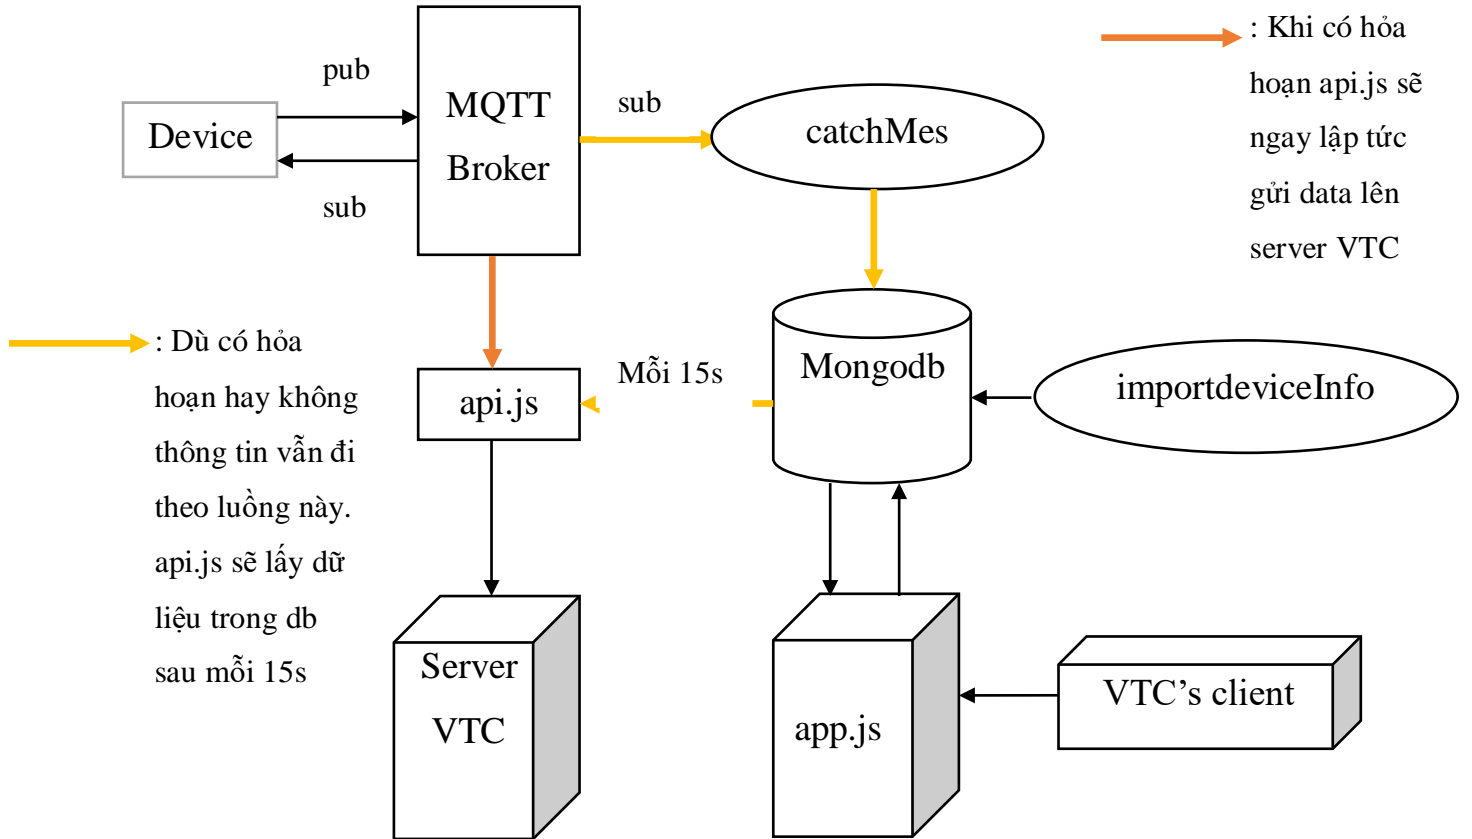 pub
Device
sub
MQTT
Broker
sub
catchMes
: Khi có hỏa
hoạn api.js sẽ
ngay lập tức
gửi data lên
server VTC
: Dù có hỏa
hoạn hay không
thông tin vẫn đi
theo luồng này.
api.js sẽ lấy dữ
liệu trong db
sau mỗi 15s
api.js
Mỗi 15s
Mongodb
importdeviceInfo
Server
VTC
app.js
VTC’s client